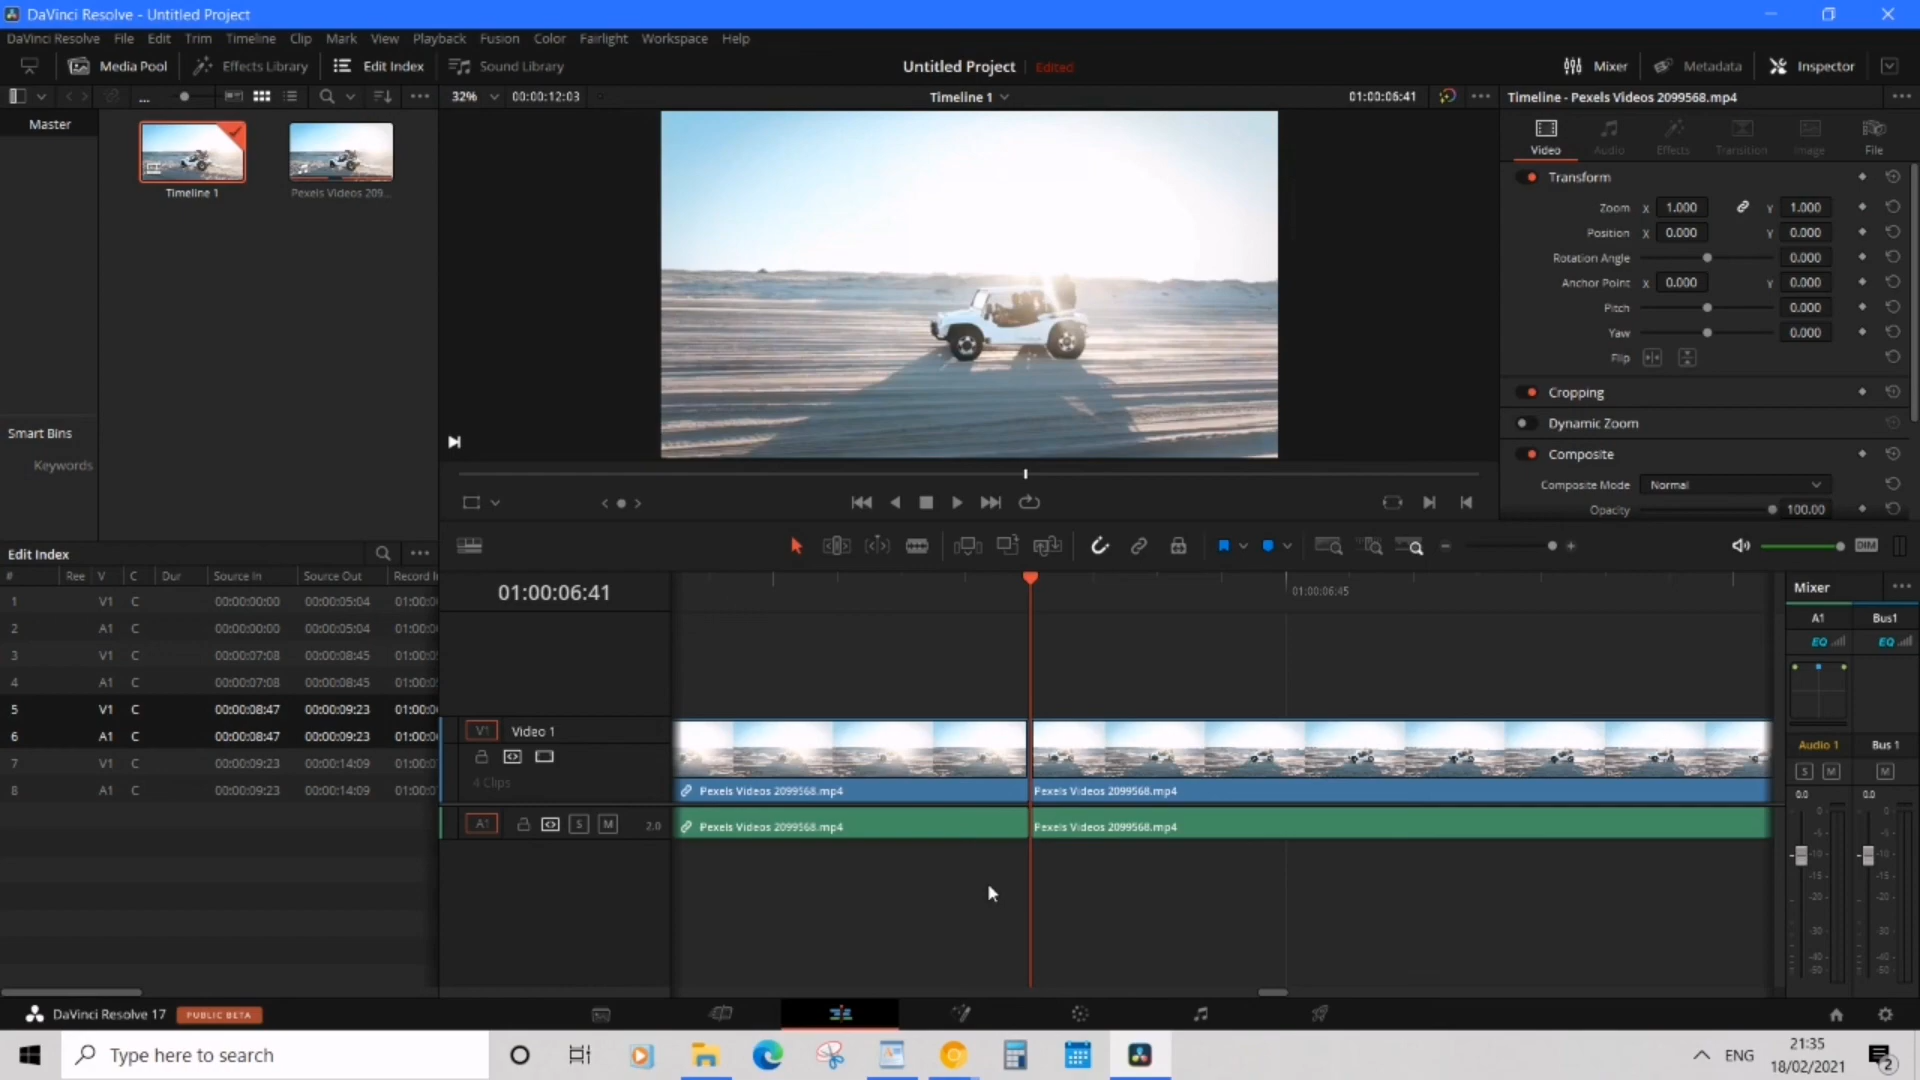 DaVinci Resolve - Untitled Project
DaVinci Resolve File Edit Trim Timeline Clip Mark View Playback Fusion Color Fairlight Workspace Help
Media Pool Effects Library Edit Index Sound Library Untitled Project Edited Mixer Metadata Inspector
32% 00:00:12:03 Timeline 1 01:00:06:41 Timeline - Pexels Videos 2099568.mp4
Master
Timeline 1 Pexels Videos 209...
Smart Bins
Keywords
Video Audio Effects Transition Image File
Transform
Zoom X 1.000 Y 1.000
Position X 0.000 Y 0.000
Rotation Angle 0.000
Anchor Point X 0.000 Y 0.000
Pitch 0.000
Yaw 0.000
Flip
Cropping
Dynamic Zoom
Composite
Composite Mode Normal
Opacity 100.00
Edit Index
# Ree V C Dur Source In Source Out Record I
1 V1 C 00:00:00:00 00:00:05:04 01:00:0
2 A1 C 00:00:00:00 00:00:05:04 01:00:0
3 V1 C 00:00:07:08 00:00:08:45 01:00:0
4 A1 C 00:00:07:08 00:00:08:45 01:00:0
5 V1 C 00:00:08:47 00:00:09:23 01:00:0
6 A1 C 00:00:08:47 00:00:09:23 01:00:0
7 V1 C 00:00:09:23 00:00:14:09 01:00:0
8 A1 C 00:00:09:23 00:00:14:09 01:00:0
DIM
01:00:06:41
01:00:06:45
V1 Video 1
4 Clips
Pexels Videos 2099568.mp4 Pexels Videos 2099568.mp4
A1 S M 2.0
Pexels Videos 2099568.mp4 Pexels Videos 2099568.mp4
Mixer
A1 Bus1
EQ EQ
Audio 1 Bus 1
S M M
0.0 0.0
0
-5
-10
-15
-20
-30
-40
-50
DaVinci Resolve 17 PUBLIC BETA
Type here to search
ENG
21:35
18/02/2021
2